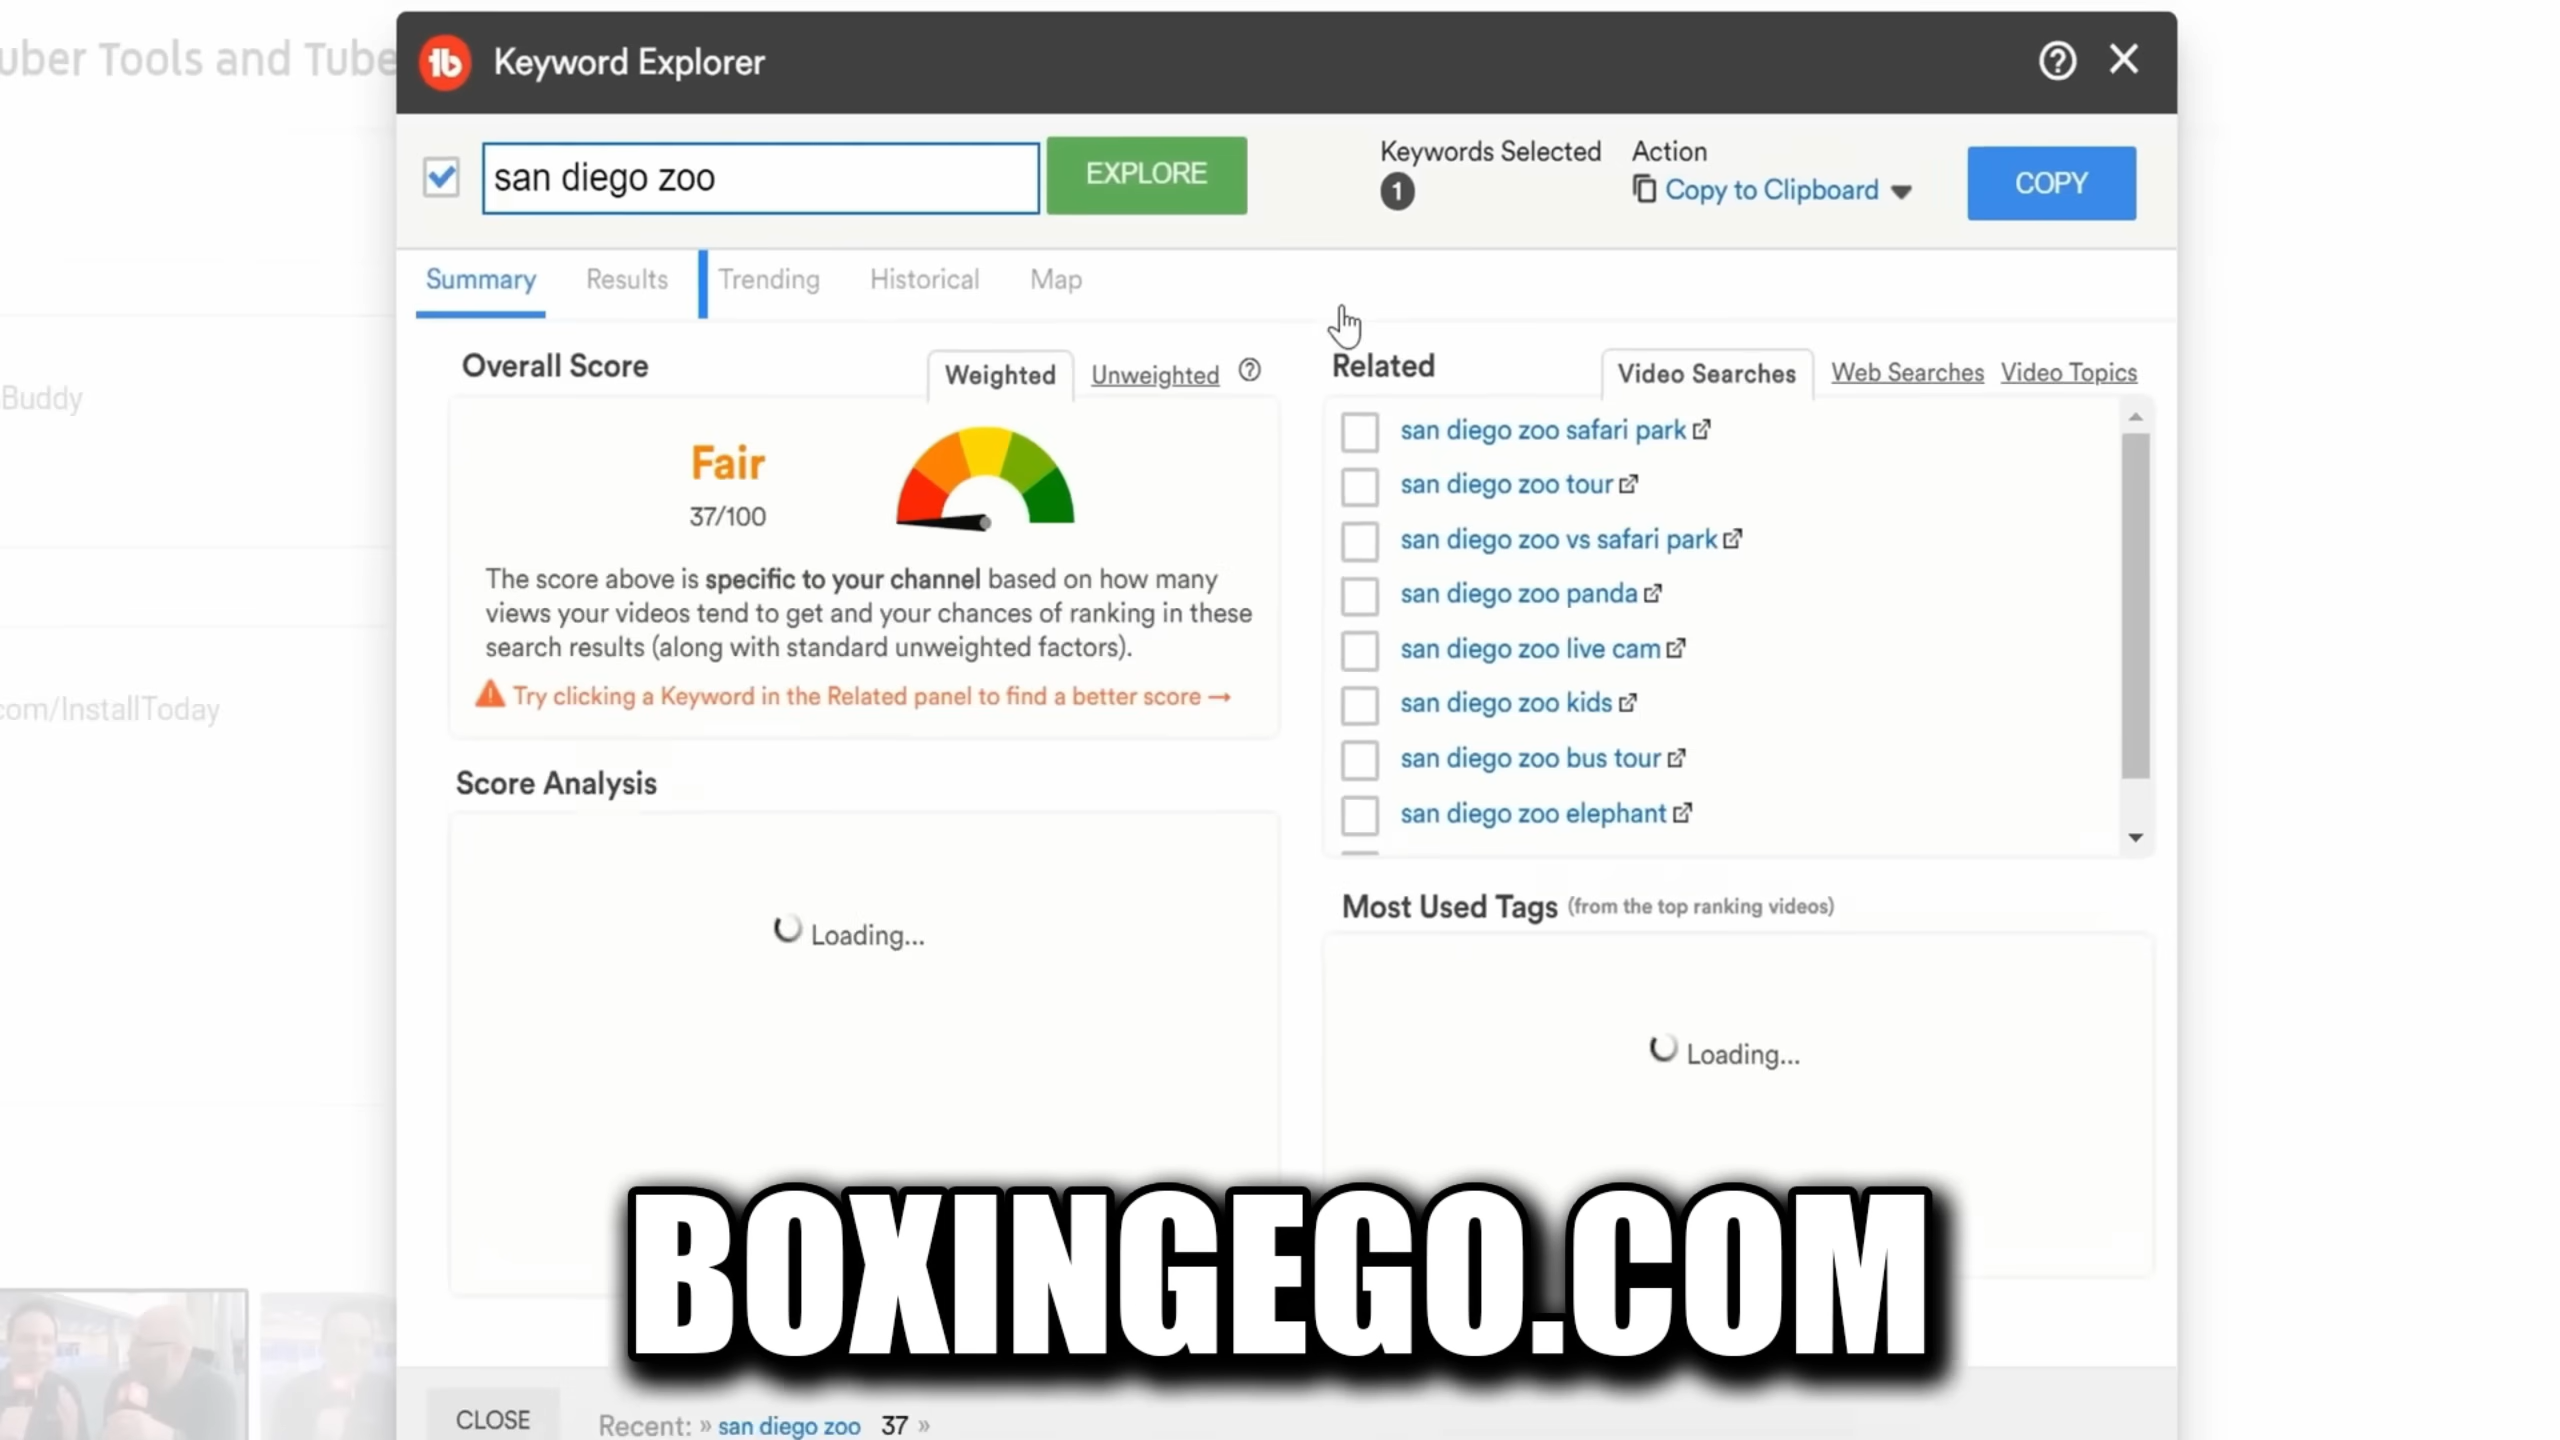 uber Tools and Tube
Keyword Explorer
san diego zoo
EXPLORE
Keywords Selected
1
Action
Copy to Clipboard
COPY
Summary
Results
Trending
Historical
Map
Overall Score
Weighted
Unweighted
Fair
37/100
The score above is specific to your channel based on how many
views your videos tend to get and your chances of ranking in these
search results (along with standard unweighted factors).
Try clicking a Keyword in the Related panel to find a better score →
Related
Video Searches
Web Searches
Video Topics
san diego zoo safari park
san diego zoo tour
san diego zoo vs safari park
san diego zoo panda
san diego zoo live cam
san diego zoo kids
san diego zoo bus tour
san diego zoo elephant
Score Analysis
Loading...
Most Used Tags (from the top ranking videos)
Loading...
Buddy
com/InstallToday
BOXINGEGO.COM
CLOSE
Recent: » san diego zoo 37 »